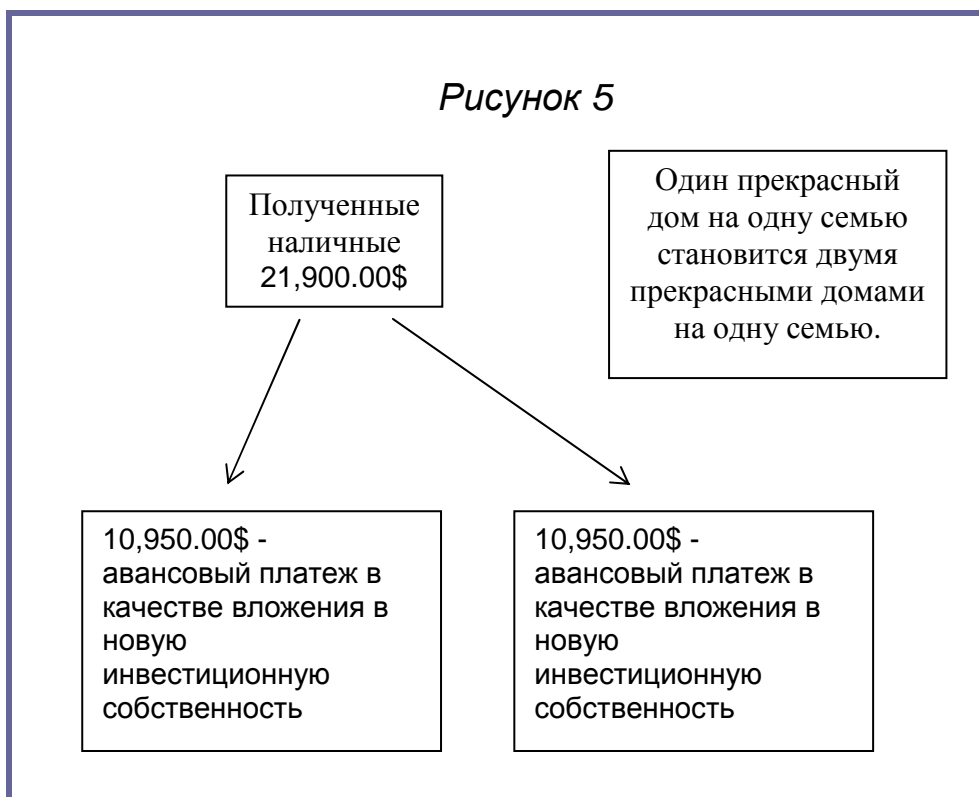 Рисунок 5
Полученные
наличные
21,900.00$
Один прекрасный
дом на одну семью
становится двумя
прекрасными домами
на одну семью.
10,950.00$ -
авансовый платеж в
качестве вложения в
новую
инвестиционную
собственность
10,950.00$ -
авансовый платеж в
качестве вложения в
новую
инвестиционную
собственность